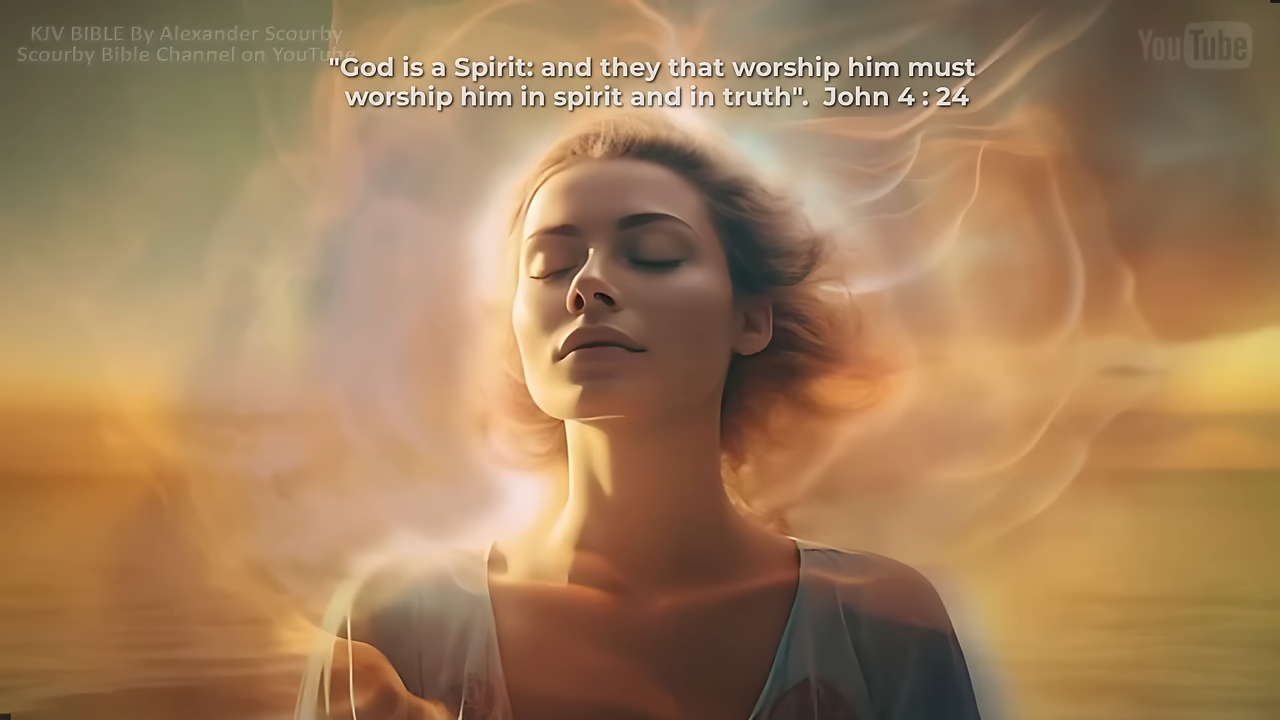 KJV BIBLE By Alexander Scourby
Scourby Bible Channel on YouTube
YouTube
"God is a Spirit: and they that worship him must
worship him in spirit and in truth".  John 4 : 24